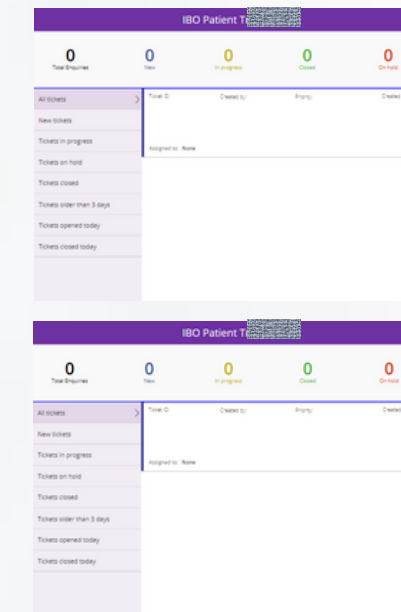 IBO Patient
0 0 0 0 0
Total Enquiries New In progress Closed On hold
All tickets
Ticket ID: Created by: Priority: Created
New tickets
Tickets in progress
Assigned to: None
Tickets on hold
Tickets closed
Tickets older than 3 days
Tickets opened today
Tickets closed today
IBO Patient
0 0 0 0 0
Total Enquiries New In progress Closed On hold
All tickets
Ticket ID: Created by: Priority: Created
New tickets
Tickets in progress
Assigned to: None
Tickets on hold
Tickets closed
Tickets older than 3 days
Tickets opened today
Tickets closed today